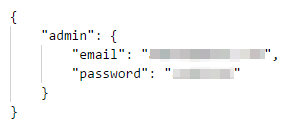 {
"admin": {
"email": "",
"password": ""
}
}